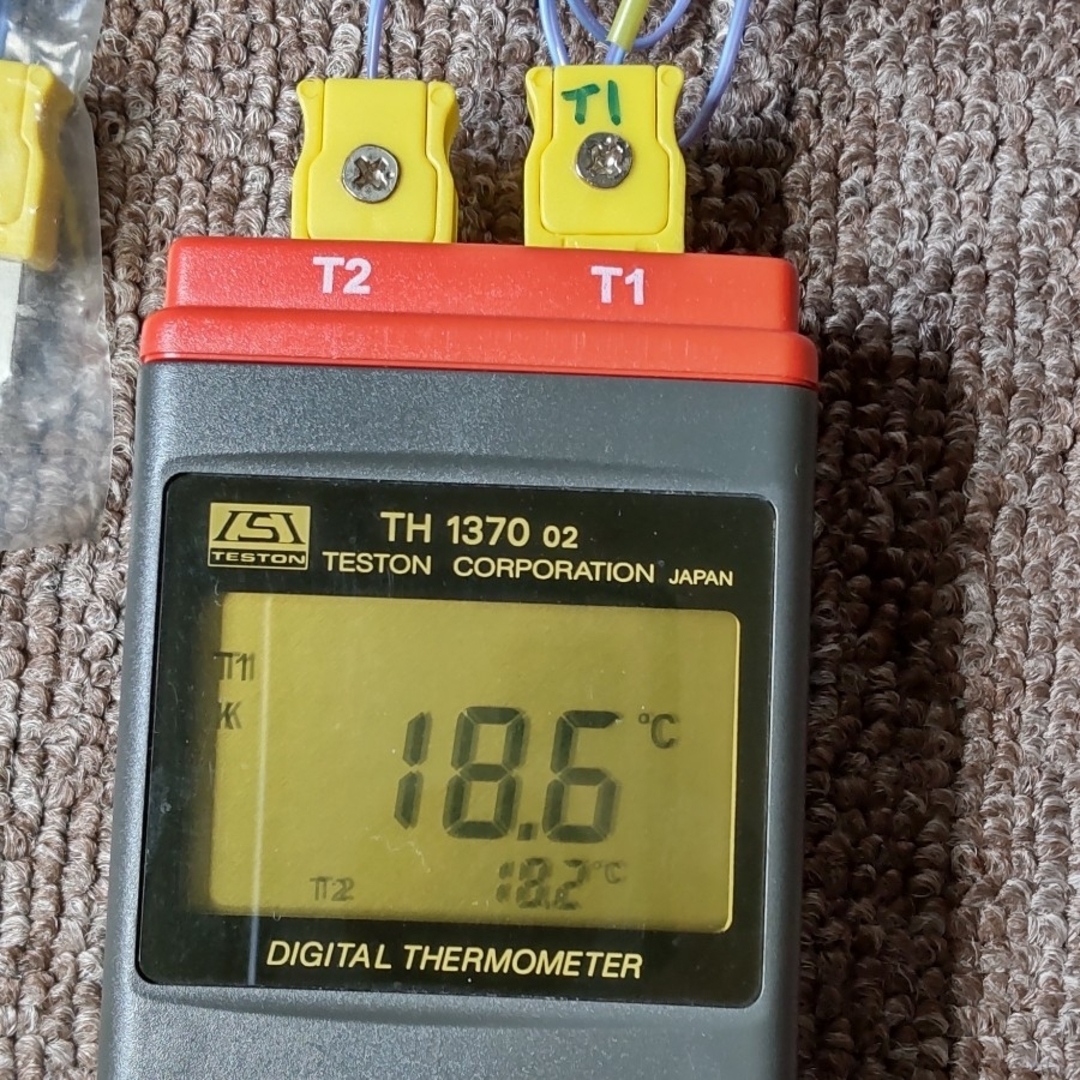 T1
T2
T1
TESTON
TH 1370 02
TESTON CORPORATION JAPAN
T1
K
18.6 °C
T2 18.2 °C
DIGITAL THERMOMETER